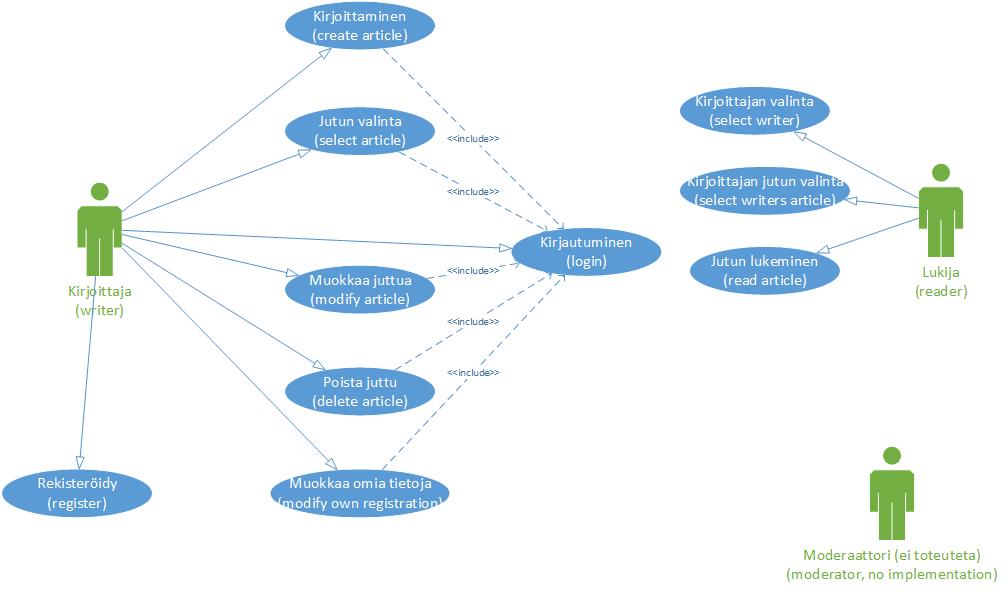 Kirjoittaminen
(create article)
Jutun valinta
(select article)
<<include>>
<<include>>
Kirjautuminen
(login)
Muokkaa juttua
(modify article)
<<include>>
<<include>>
<<include>>
Poista juttu
(delete article)
Kirjoittaja
(writer)
Rekisteröidy
(register)
Muokkaa omia tietoja
(modify own registration)
Kirjoittajan valinta
(select writer)
Kirjoittajan jutun valinta
(select writers article)
Jutun lukeminen
(read article)
Lukija
(reader)
Moderaattori (ei toteuteta)
(moderator, no implementation)